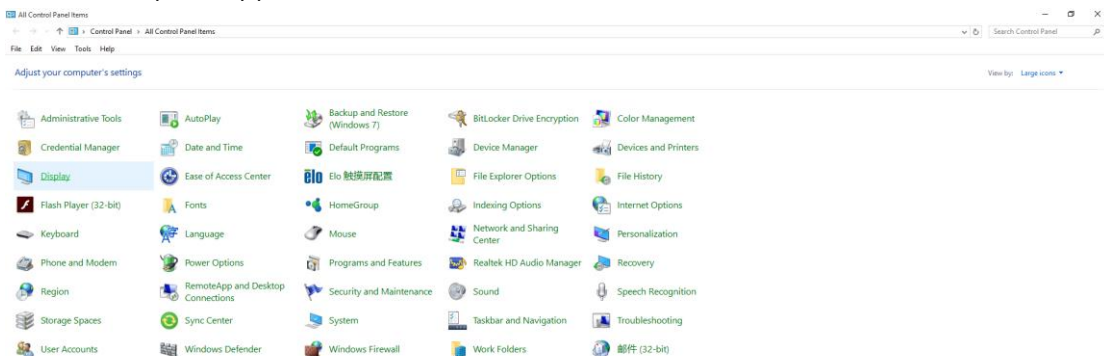 All Control Panel Items
Control Panel › All Control Panel Items
Search Control Panel
File Edit View Tools Help
Adjust your computer's settings
View by: Large icons
Administrative Tools
AutoPlay
Backup and Restore
(Windows 7)
BitLocker Drive Encryption
Color Management
Credential Manager
Date and Time
Default Programs
Device Manager
Devices and Printers
Display
Ease of Access Center
elo Elo 触摸屏配置
File Explorer Options
File History
Flash Player (32-bit)
Fonts
HomeGroup
Indexing Options
Internet Options
Keyboard
Language
Mouse
Network and Sharing
Center
Personalization
Phone and Modem
Power Options
Programs and Features
Realtek HD Audio Manager
Recovery
Region
RemoteApp and Desktop
Connections
Security and Maintenance
Sound
Speech Recognition
Storage Spaces
Sync Center
System
Taskbar and Navigation
Troubleshooting
User Accounts
Windows Defender
Windows Firewall
Work Folders
邮件 (32-bit)